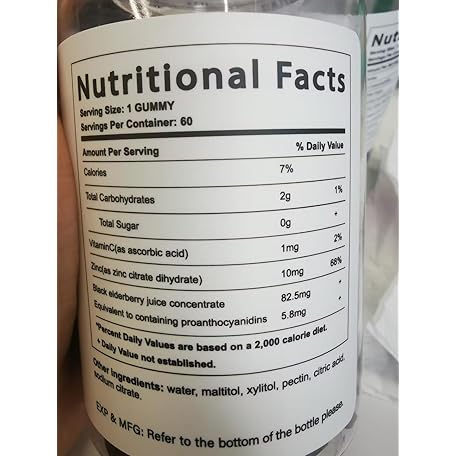 Nutritional Facts
Serving Size: 1 GUMMY
Servings Per Container: 60
Amount Per Serving % Daily Value
Calories 7%
Total Carbohydrates 2g 1%
Total Sugar 0g +
VitaminC(as ascorbic acid) 1mg 2%
Zinc(as zinc citrate dihydrate) 10mg 68%
Black elderberry juice concentrate 82.5mg +
Equivalent to containing proanthocyanidins 5.8mg +
*Percent Daily Values are based on a 2,000 calorie diet.
+ Daily Value not established.
Other Ingredients: water, maltitol, xylitol, pectin, citric acid,
sodium citrate.
EXP & MFG: Refer to the bottom of the bottle please.
Nutri